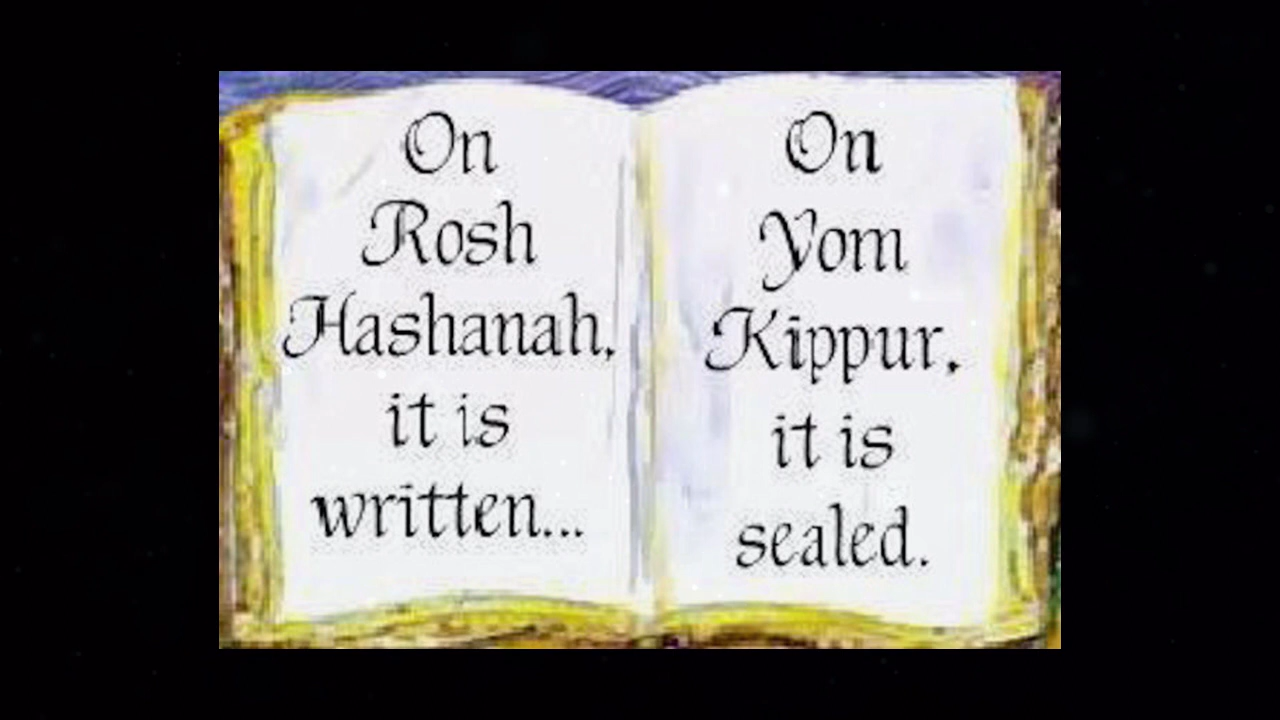 On
Rosh
Hashanah,
it is
written...
On
Yom
Kippur,
it is
sealed.